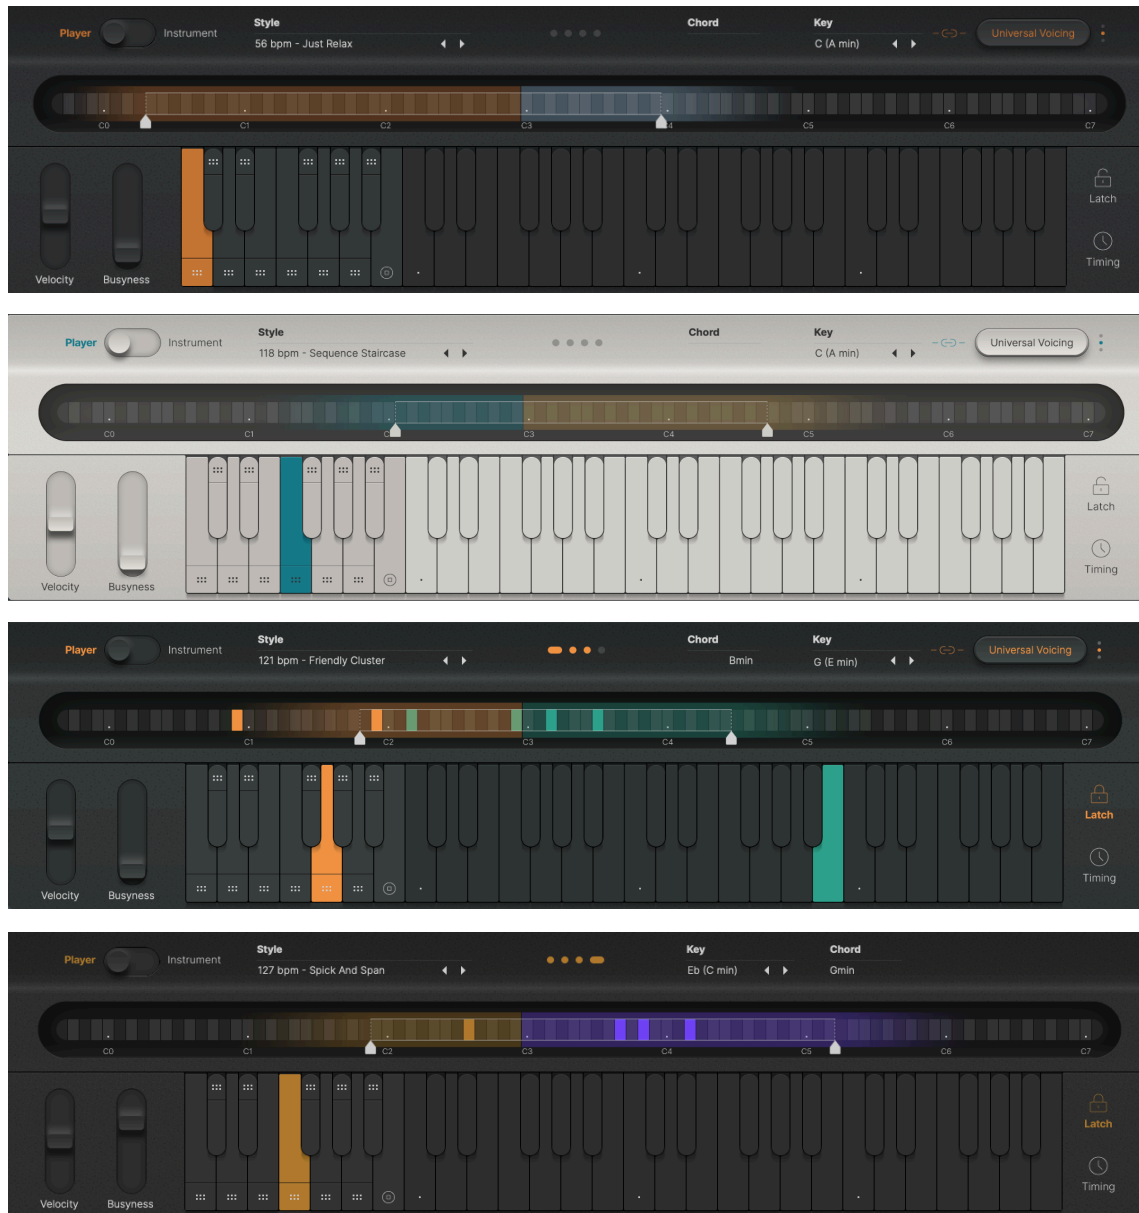 Style Chord Key
Player Instrument 56 bpm - Just Relax C (A min) Universal Voicing
C0 C1 C2 C3 C4 C5 C6 C7
Latch
Timing
Velocity Busyness
Style Chord Key
Player Instrument 118 bpm - Sequence Staircase C (A min) Universal Voicing
C0 C1 C3 C4 C5 C6 C7
Latch
Timing
Velocity Busyness
Style Chord Key
Player Instrument 121 bpm - Friendly Cluster Bmin G (E min) Universal Voicing
C0 C1 C2 C3 C4 C5 C6 C7
Latch
Timing
Velocity Busyness
Style Key Chord
Player Instrument 127 bpm - Spick And Span Eb (C min) Gmin
C0 C1 C2 C3 C4 C5 C6 C7
Latch
Timing
Velocity Busyness